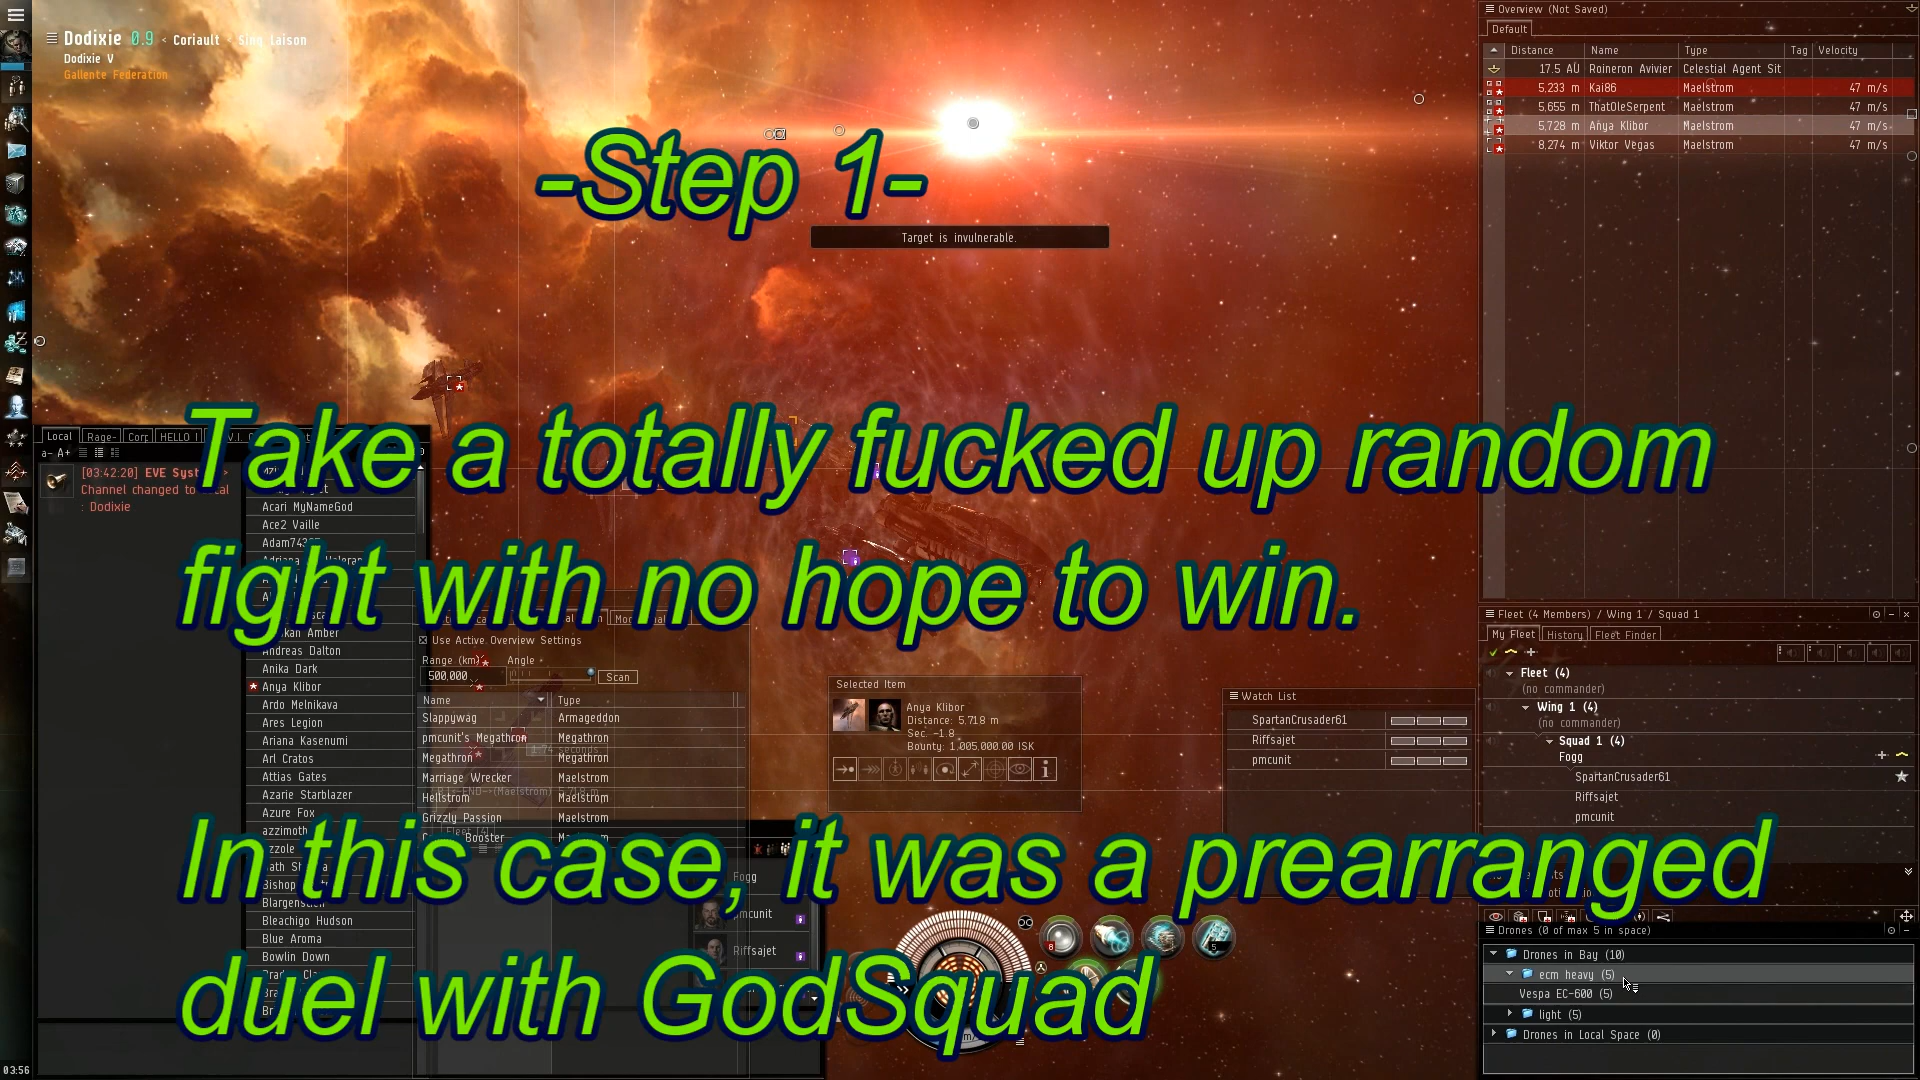 Dodixie 0.9 < Coriault < Sinq Laison
Dodixie V
Gallente Federation
-Step 1-
Target is invulnerable.
Take a totally fucked up random
fight with no hope to win.
In this case, it was a prearranged
duel with GodSquad
Overview (Not Saved)
Default
Distance Name Type Tag Velocity
17.5 AU Roineron Avivier Celestial Agent Sit
5,233 m Kai86 Maelstrom 47 m/s
5,655 m ThatOleSerpent Maelstrom 47 m/s
5,728 m Anya Klibor Maelstrom 47 m/s
8,274 m Viktor Vegas Maelstrom 47 m/s
Local Rage- Corp HELLO
a- A+
[03:42:20] EVE Syst >
Channel changed to Local
: Dodixie
Acari MyNameGod
Ace2 Vaille
Andreas Dalton
Anika Dark
Anya Klibor
Ardo Melnikava
Ares Legion
Ariana Kasenumi
Arl Cratos
Attias Gates
Azarie Starblazer
Azure Fox
azzimoth
Bleachigo Hudson
Blue Aroma
Bowlin Down
Use Active Overview Settings
Range (km) Angle
500,000 Scan
Name Type
Slappywag Armageddon
pmcunit's Megathron Megathron
Megathron Megathron
Marriage Wrecker Maelstrom
Hellstrom Maelstrom
Grizzly Passion Maelstrom
Booster
Fogg
pmcunit
Riffsajet
Selected Item
Anya Klibor
Distance: 5,718 m
Sec. -1.8
Bounty: 1,005,000.00 ISK
Watch List
SpartanCrusader61
Riffsajet
pmcunit
Fleet (4 Members) / Wing 1 / Squad 1
My Fleet History Fleet Finder
Fleet (4)
(no commander)
Wing 1 (4)
(no commander)
Squad 1 (4)
Fogg
SpartanCrusader61
Riffsajet
pmcunit
Drones (0 of max 5 in space)
Drones in Bay (10)
ecm heavy (5)
Vespa EC-600 (5)
light (5)
Drones in Local Space (0)
03:56